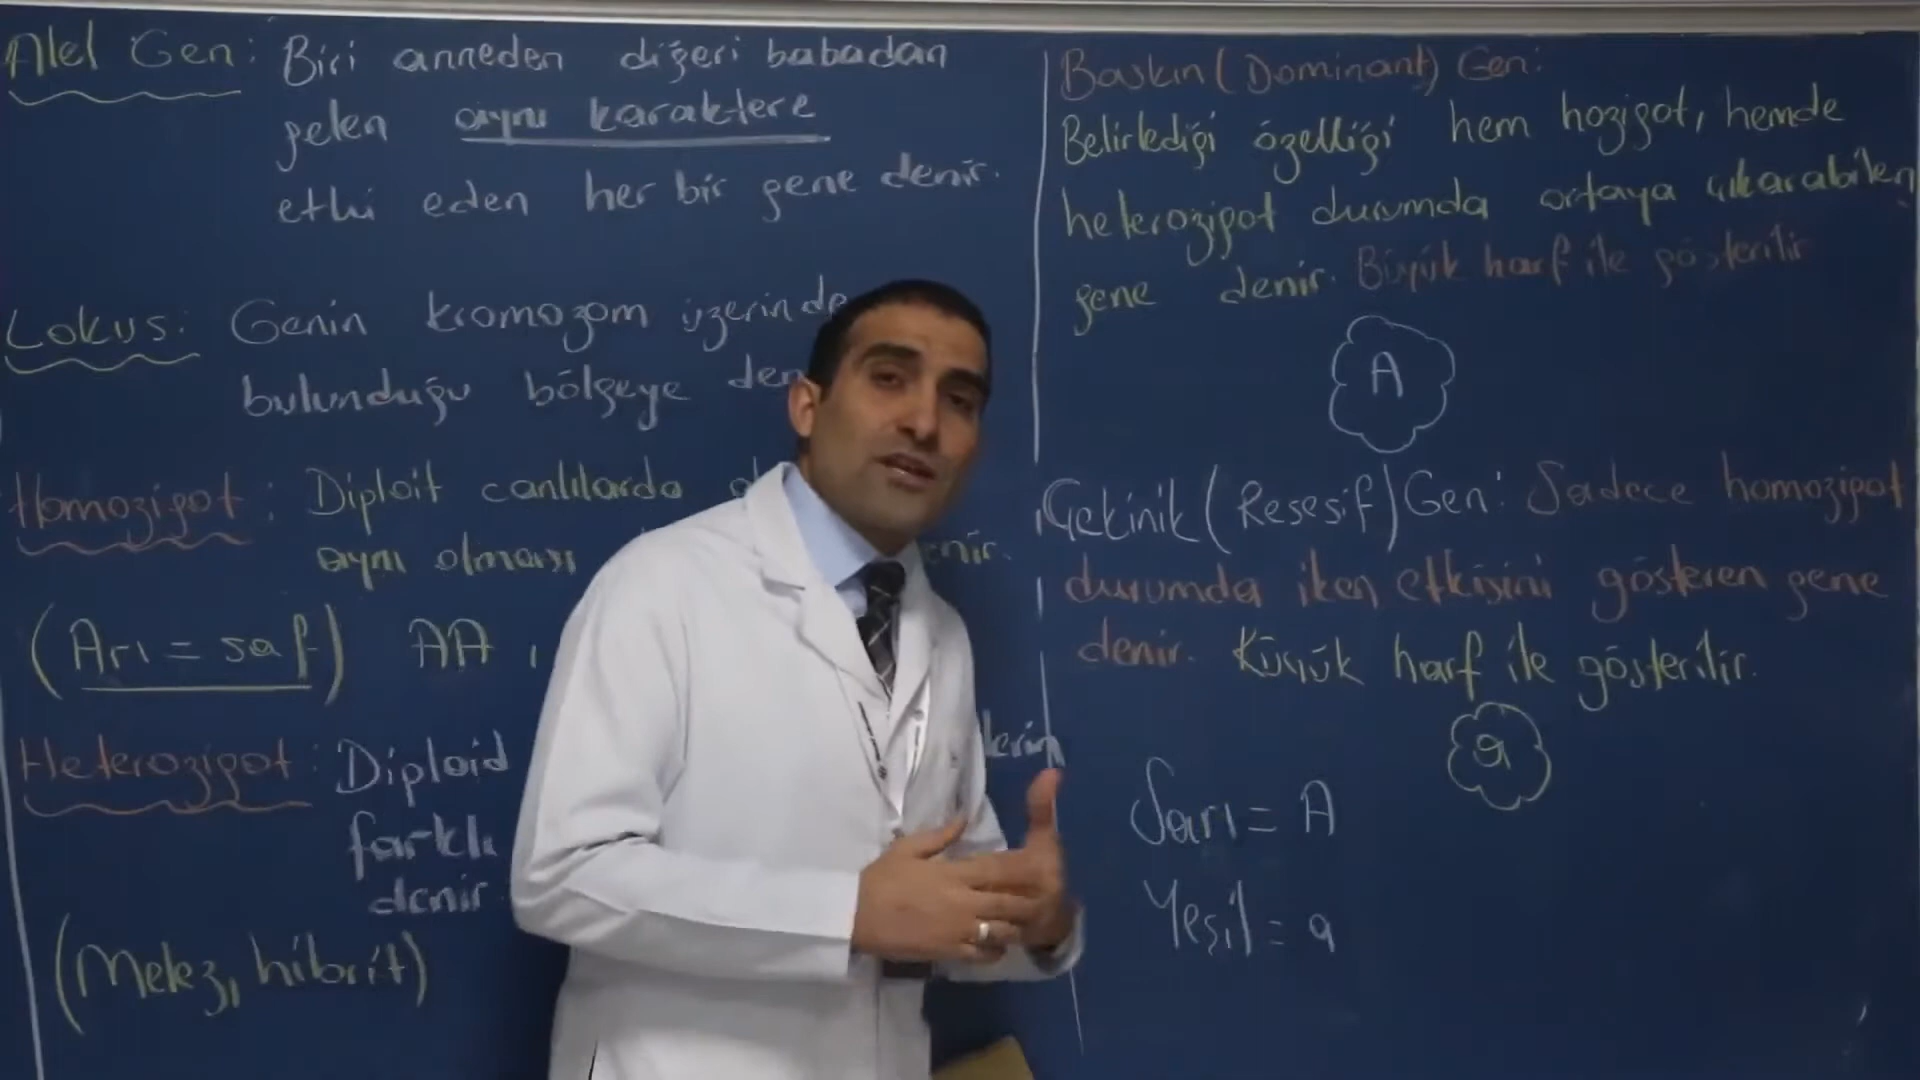 Alel Gen: Biri anneden diğeri babadan
gelen aynı karaktere
etki eden her bir gene denir.
Lokus: Genin kromozom üzerinde
bulunduğu bölgeye
Homozigot: Diploit canlılarda
aynı olması
(Arı = saf) AA,
Heterozigot: Diploid
farklı
denir
(Melez, hibrit)
Baskın (Dominant) Gen:
Belirlediği özelliği hem hozigot, hemde
heterozigot durumda ortaya çıkarabilen
gene denir. Büyük harf ile gösterilir
A
Çekinik (Resesif) Gen: Sadece homozigot
durumda iken etkisini gösteren gene
denir. Küçük harf ile gösterilir.
a
Sarı = A
Yeşil = a